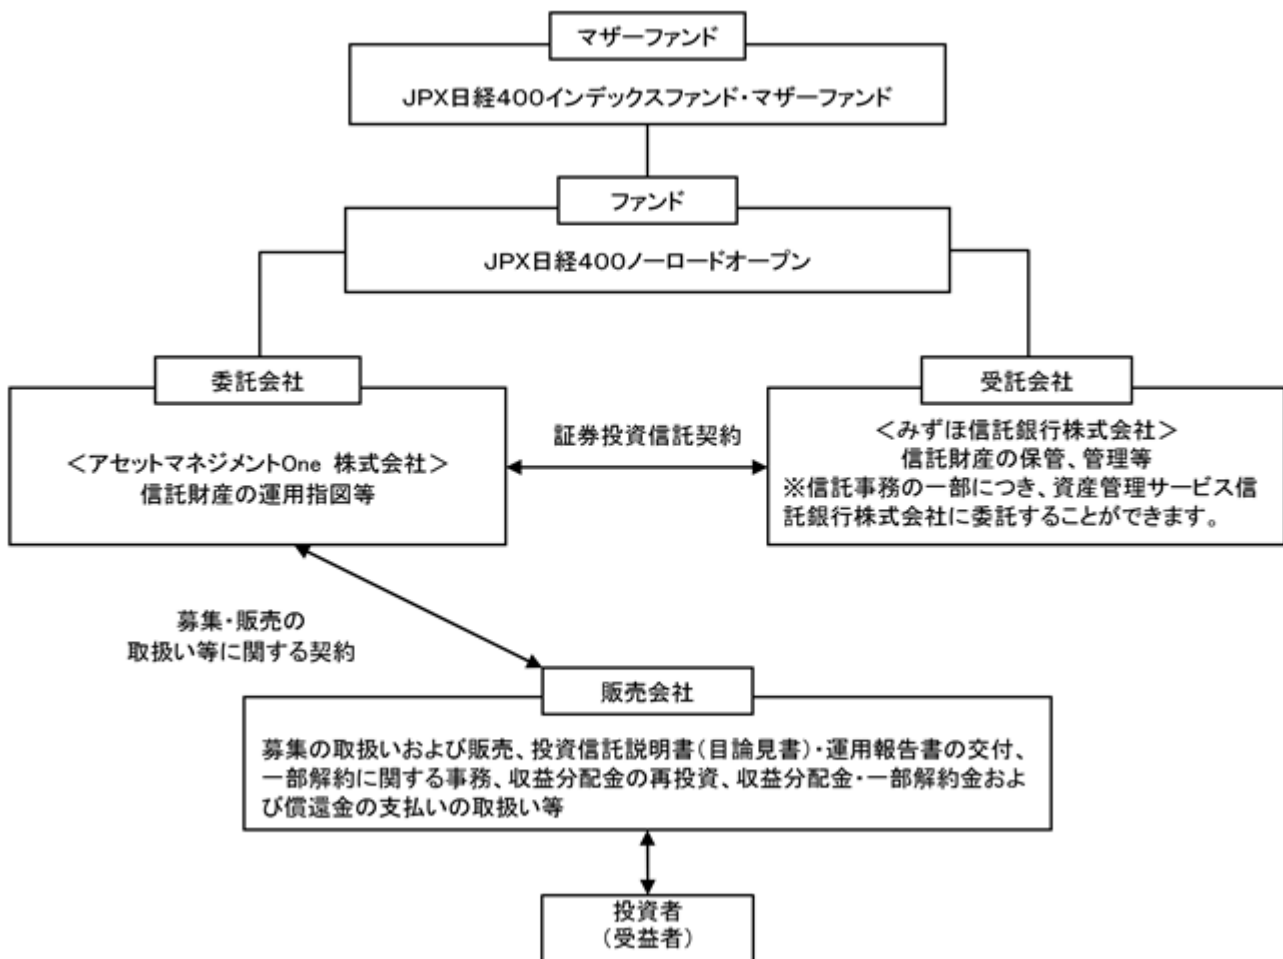 マザーファンド
JPX日経400インデックスファンド・マザーファンド
ファンド
JPX日経400ノーロードオープン
委託会社
<アセットマネジメントOne 株式会社>
信託財産の運用指図等
証券投資信託契約
受託会社
<みずほ信託銀行株式会社>
信託財産の保管、管理等
※信託事務の一部につき、資産管理サービス信
託銀行株式会社に委託することができます。
募集・販売の
取扱い等に関する契約
販売会社
募集の取扱いおよび販売、投資信託説明書(目論見書)・運用報告書の交付、
一部解約に関する事務、収益分配金の再投資、収益分配金・一部解約金およ
び償還金の支払いの取扱い等
投資者
(受益者)